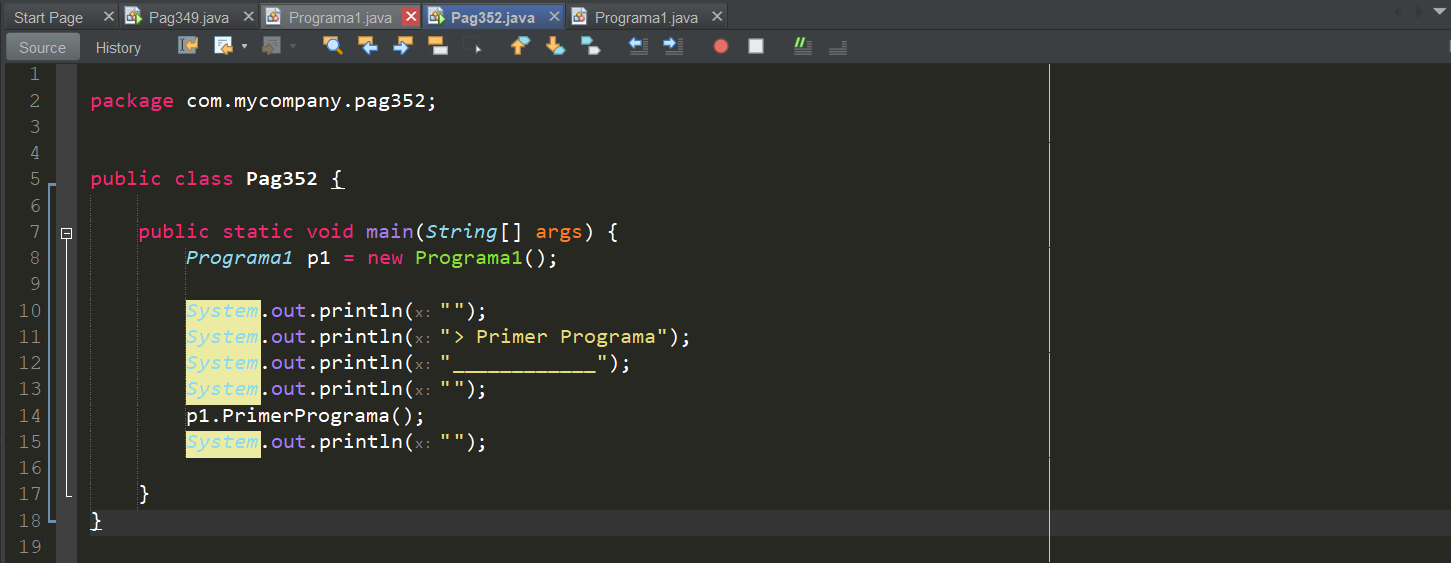 Start Page Pag349.java Programa1.java Pag352.java Programa1.java
Source History
1
2 package com.mycompany.pag352;
3
4
5 public class Pag352 {
6
7 public static void main(String[] args) {
8 Programa1 p1 = new Programa1();
9
10 System.out.println(x: "");
11 System.out.println(x: "> Primer Programa");
12 System.out.println(x: "____________");
13 System.out.println(x: "");
14 p1.PrimerPrograma();
15 System.out.println(x: "");
16
17 }
18 }
19